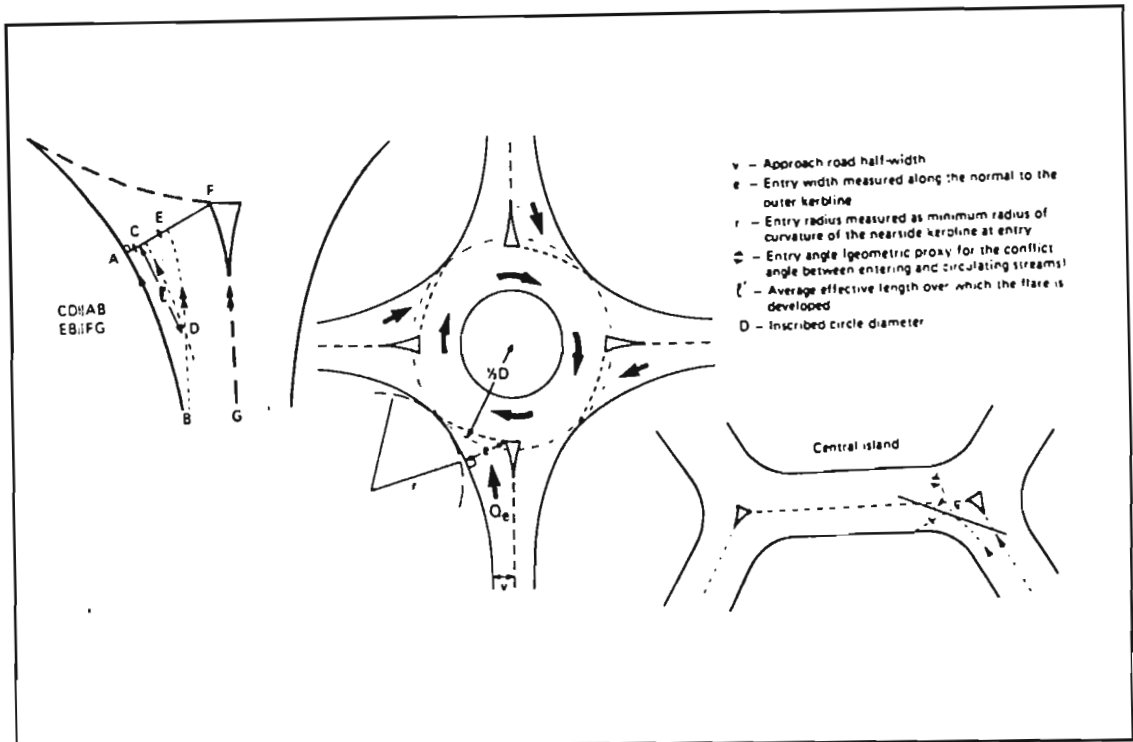 F
E
C
A
ℓ'
D
CD//AB
EB//FG
B
G
½D
e
r
Qe
v
v – Approach road half-width
e – Entry width measured along the normal to the
outer kerbline
r – Entry radius measured as minimum radius of
curvature of the nearside kerbline at entry
– Entry angle (geometric proxy for the conflict
angle between entering and circulating streams)
ℓ' – Average effective length over which the flare is
developed
D – Inscribed circle diameter
Central island